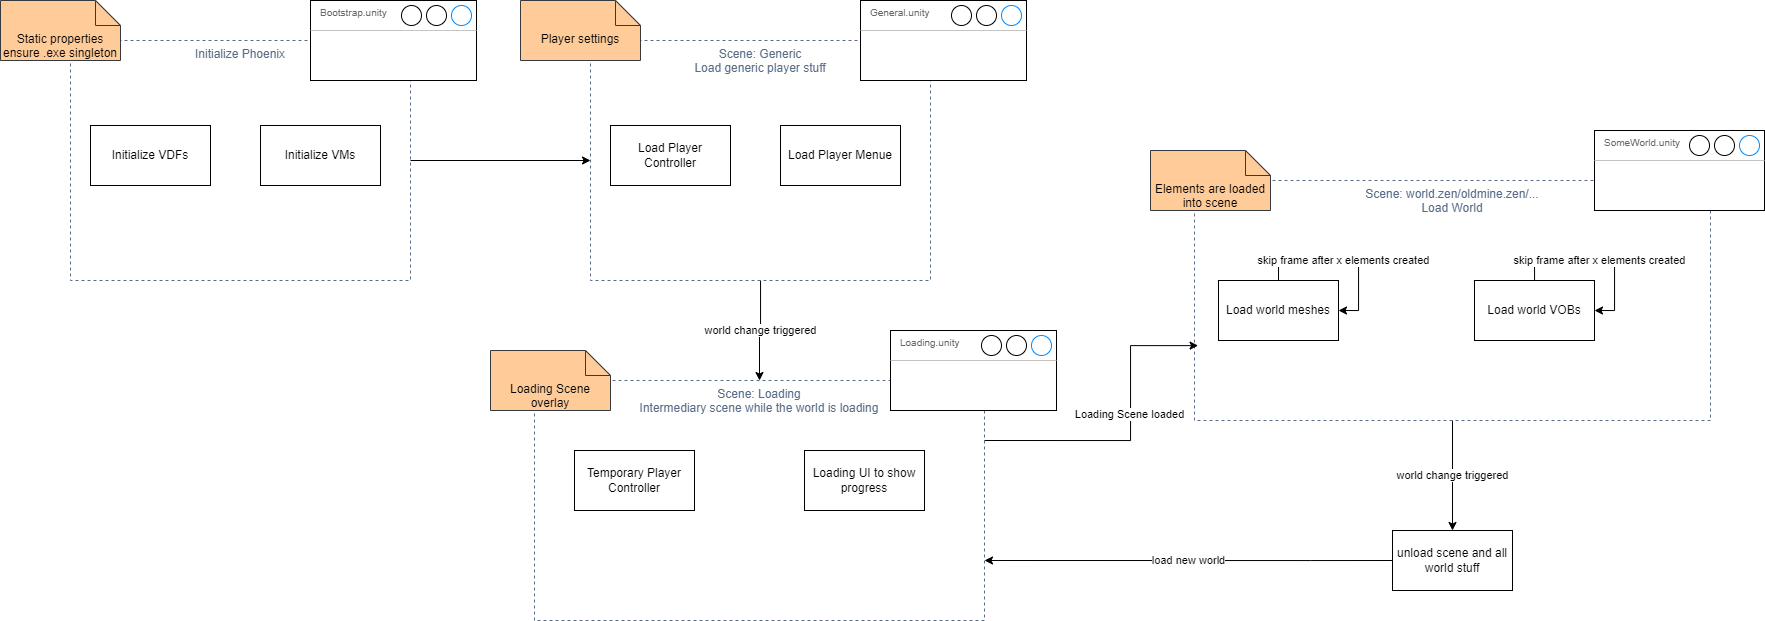 Static properties
ensure .exe singleton
Initialize Phoenix
Bootstrap.unity
Initialize VDFs
Initialize VMs
Player settings
Scene: Generic
Load generic player stuff
General.unity
Load Player
Controller
Load Player Menue
world change triggered
Loading Scene
overlay
Scene: Loading
Intermediary scene while the world is loading
Loading.unity
Temporary Player
Controller
Loading UI to show
progress
Loading Scene loaded
Elements are loaded
into scene
Scene: world.zen/oldmine.zen/...
Load World
SomeWorld.unity
skip frame after x elements created
Load world meshes
skip frame after x elements created
Load world VOBs
world change triggered
unload scene and all
world stuff
load new world